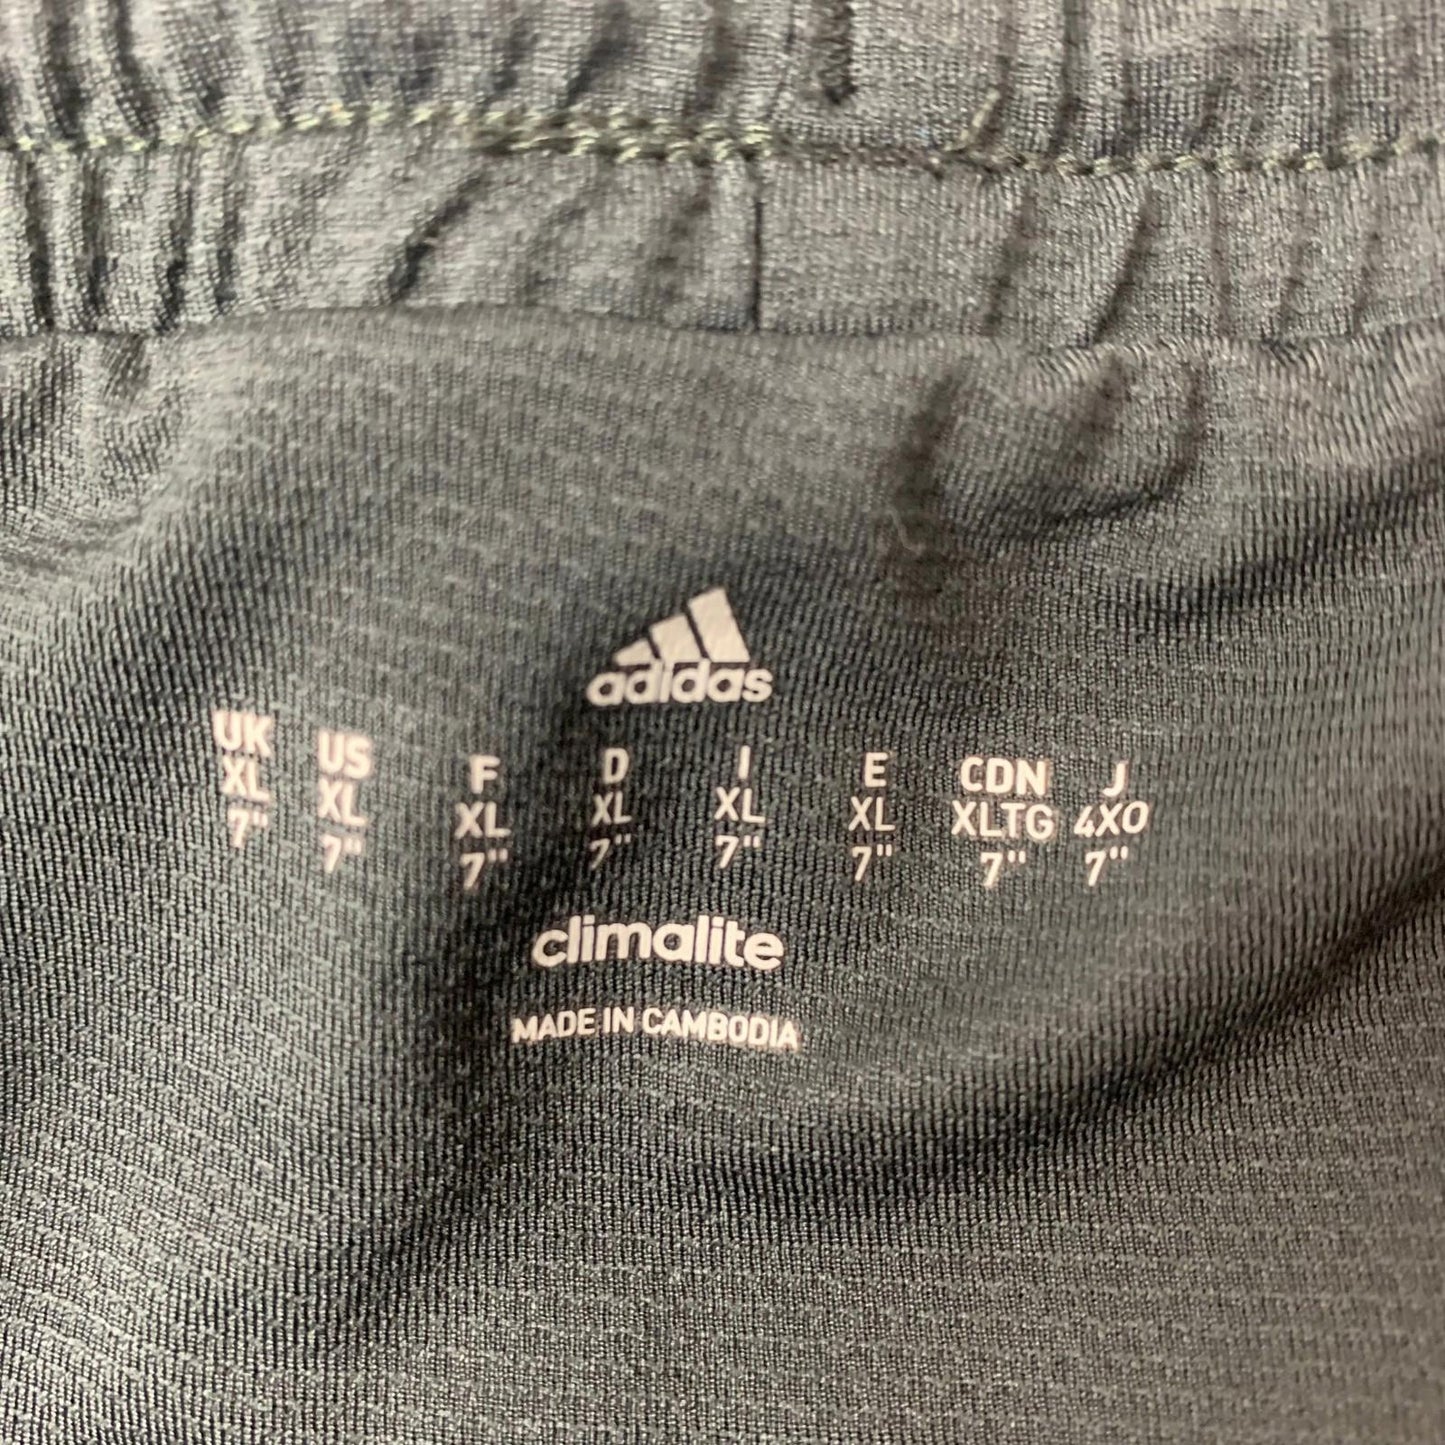 adidas
UK US F D I E CDN J
XL XL XL XL XL XL XLTG 4XO
7" 7" 7" 7" 7" 7" 7" 7"
climalite
MADE IN CAMBODIA